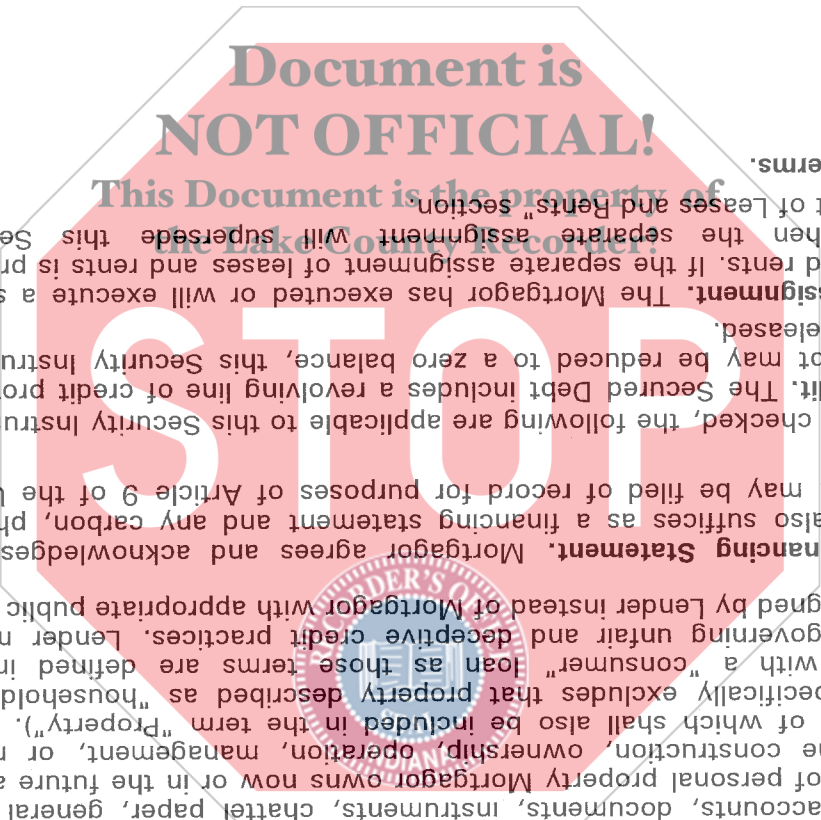 Document is
NOT OFFICIAL!
This Document is the property of
the Lake County Recorder!
STOP
RECORDER'S OF
INDIANA
accounts, documents, instruments, chattel paper, general
of personal property Mortgagor owns now or in the future
construction, ownership, operation, management, or
of which shall also be included in the term "Property").
pecifically excludes that property described as "household
with a "consumer" loan as those terms are defined in
governing unfair and deceptive credit practices. Lender
gned by Lender instead of Mortgagor with appropriate public
nancing Statement. Mortgagor agrees and acknowledges
also suffices as a financing statement and any carbon, ph
may be filed of record for purposes of Article 9 of the
checked, the following are applicable to this Security Instru
it. The Secured Debt includes a revolving line of credit pro
ot may be reduced to a zero balance, this Security Instru
eleased.
ssignment. The Mortgagor has executed or will execute a s
d rents. If the separate assignment of leases and rents is pr
hen the separate assignment will supersede this Se
t of Leases and Rents" section.
erms.